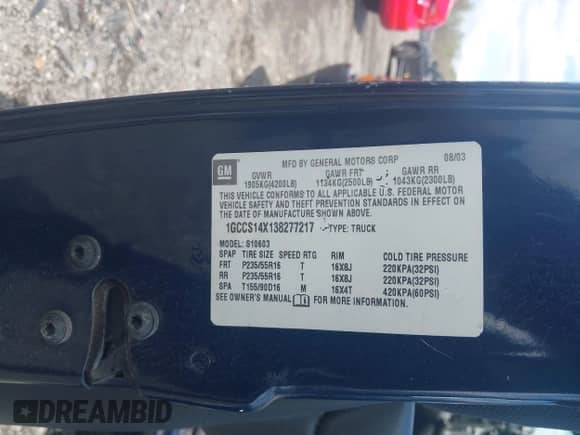 GM
MFD BY GENERAL MOTORS CORP 08/03
GVWR GAWR FRT GAWR RR
1905KG(4200LB) 1134KG(2500LB) 1043KG(2300LB)
THIS VEHICLE CONFORMS TO ALL APPLICABLE U.S. FEDERAL MOTOR
VEHICLE SAFETY AND THEFT PREVENTION STANDARDS IN EFFECT ON
THE DATE OF MANUFACTURE SHOWN ABOVE.
1GCCS14X138277217 TYPE: TRUCK
MODEL: S10603
SPAP TIRE SIZE SPEED RTG RIM COLD TIRE PRESSURE
FRT P235/55R16 T 16X8J 220KPA(32PSI)
RR P235/55R16 T 16X8J 220KPA(32PSI)
SPA T155/90D16 M 16X4T 420KPA(60PSI)
SEE OWNER'S MANUAL FOR MORE INFORMATION.
DREAMBID